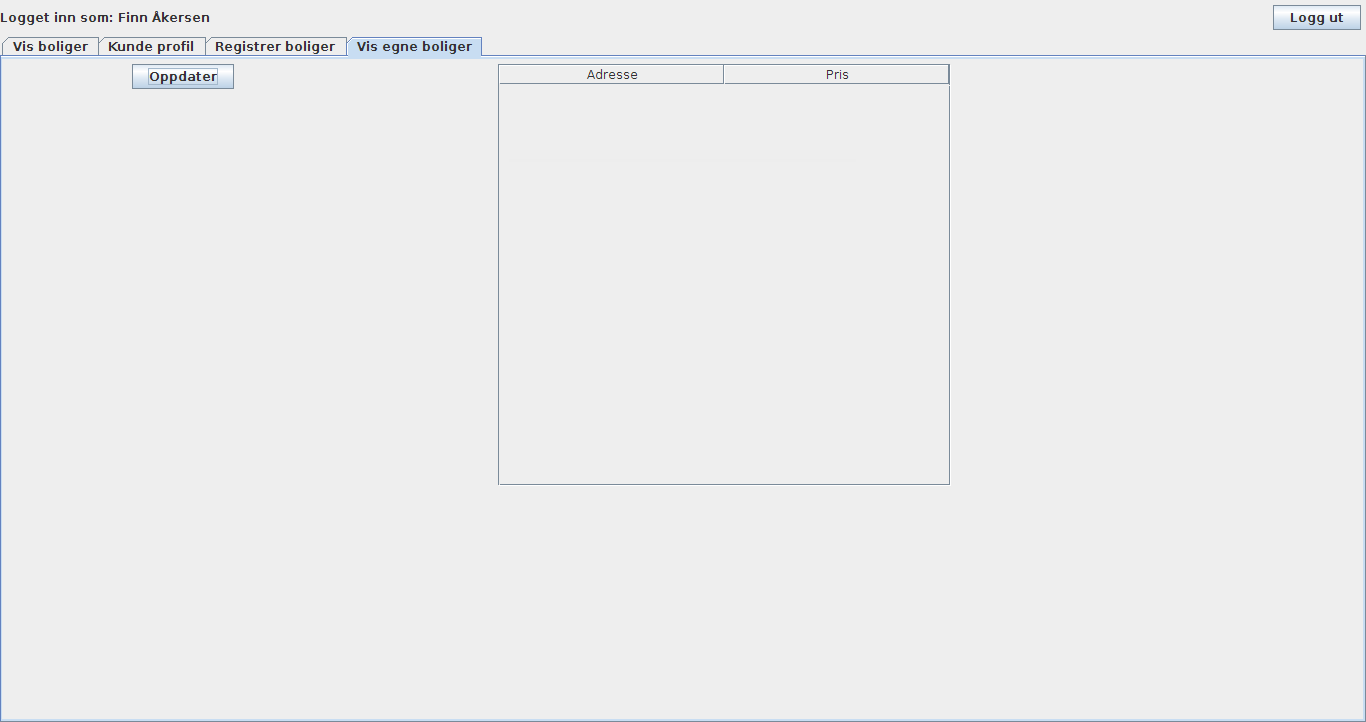 Logget inn som: Finn Åkersen
Logg ut
Vis boliger Kunde profil Registrer boliger Vis egne boliger
Oppdater
Adresse Pris